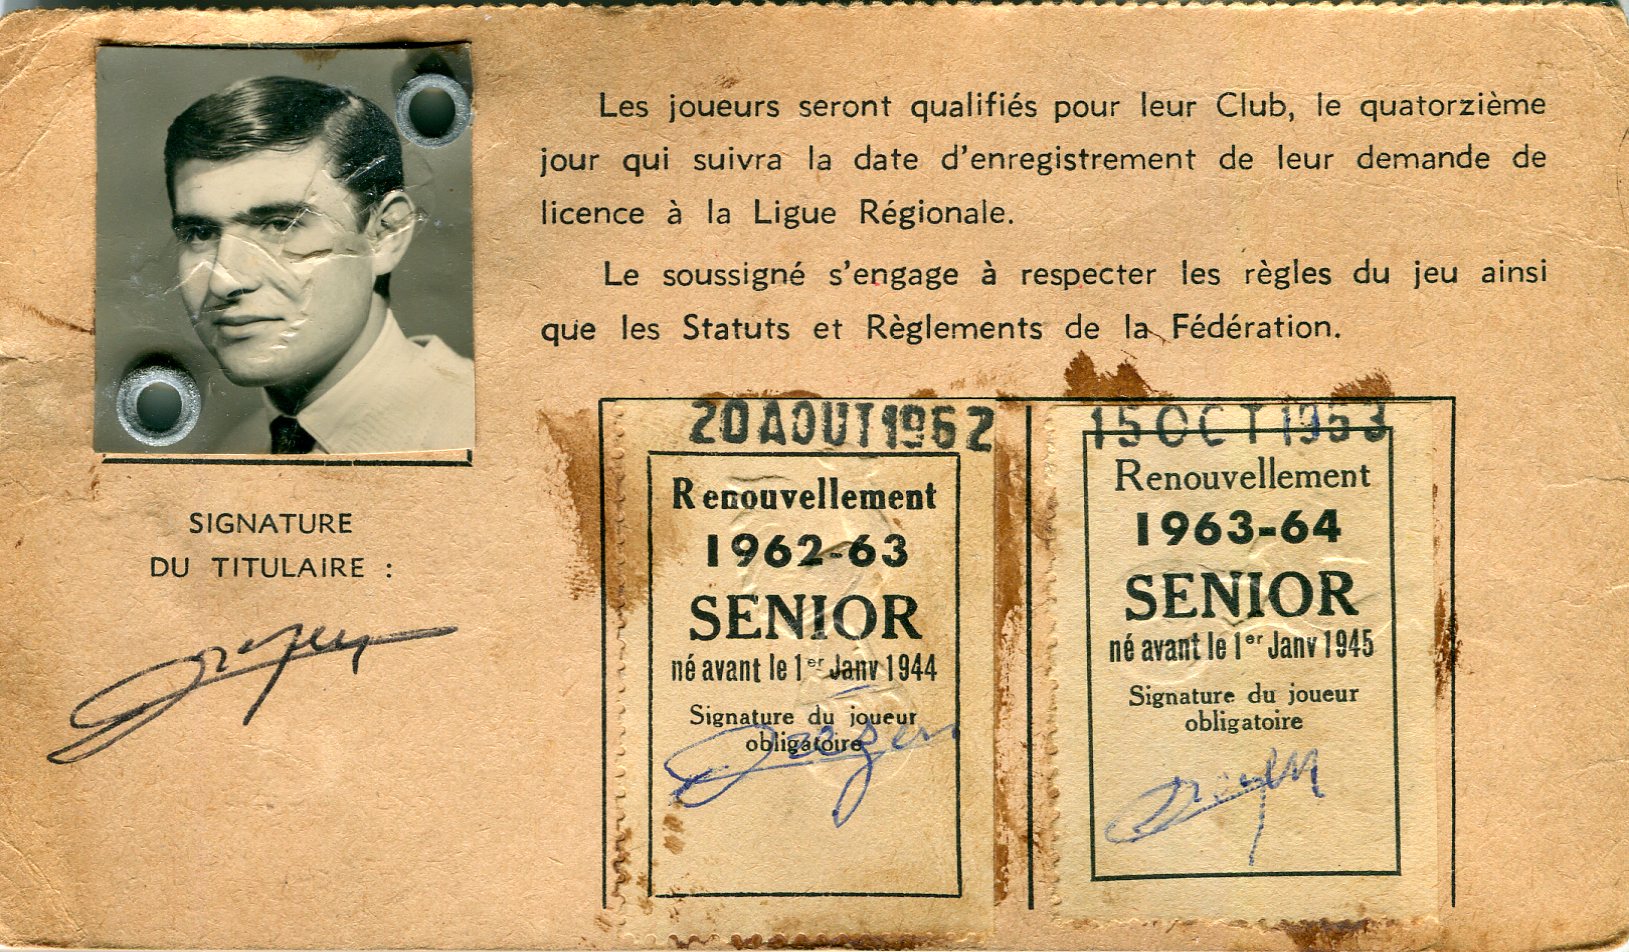 Les joueurs seront qualifiés pour leur Club, le quatorzième
jour qui suivra la date d'enregistrement de leur demande de
licence à la Ligue Régionale.
Le soussigné s'engage à respecter les règles du jeu ainsi
que les Statuts et Règlements de la Fédération.
SIGNATURE
DU TITULAIRE :
20 AOUT 1962
Renouvellement
1962-63
SENIOR
né avant le 1er Janv 1944
Signature du joueur
obligatoire
15 OCT 1963
Renouvellement
1963-64
SENIOR
né avant le 1er Janv 1945
Signature du joueur
obligatoire